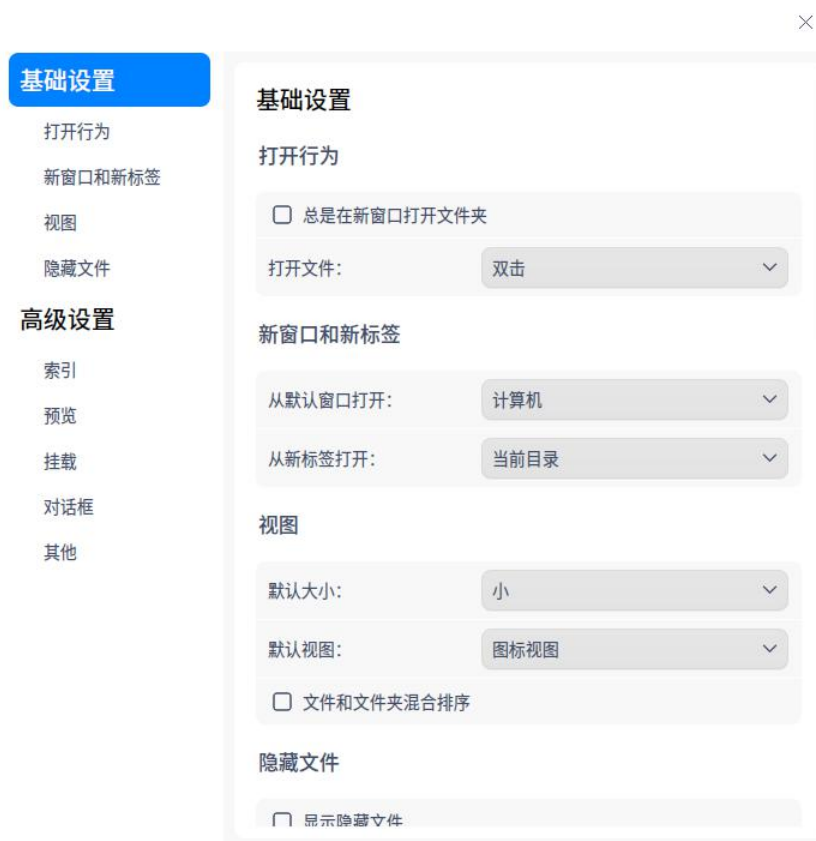 基础设置
打开行为
新窗口和新标签
视图
隐藏文件
高级设置
索引
预览
挂载
对话框
其他
基础设置
打开行为
总是在新窗口打开文件夹
打开文件： 双击
新窗口和新标签
从默认窗口打开： 计算机
从新标签打开： 当前目录
视图
默认大小： 小
默认视图： 图标视图
文件和文件夹混合排序
隐藏文件
显示隐藏文件